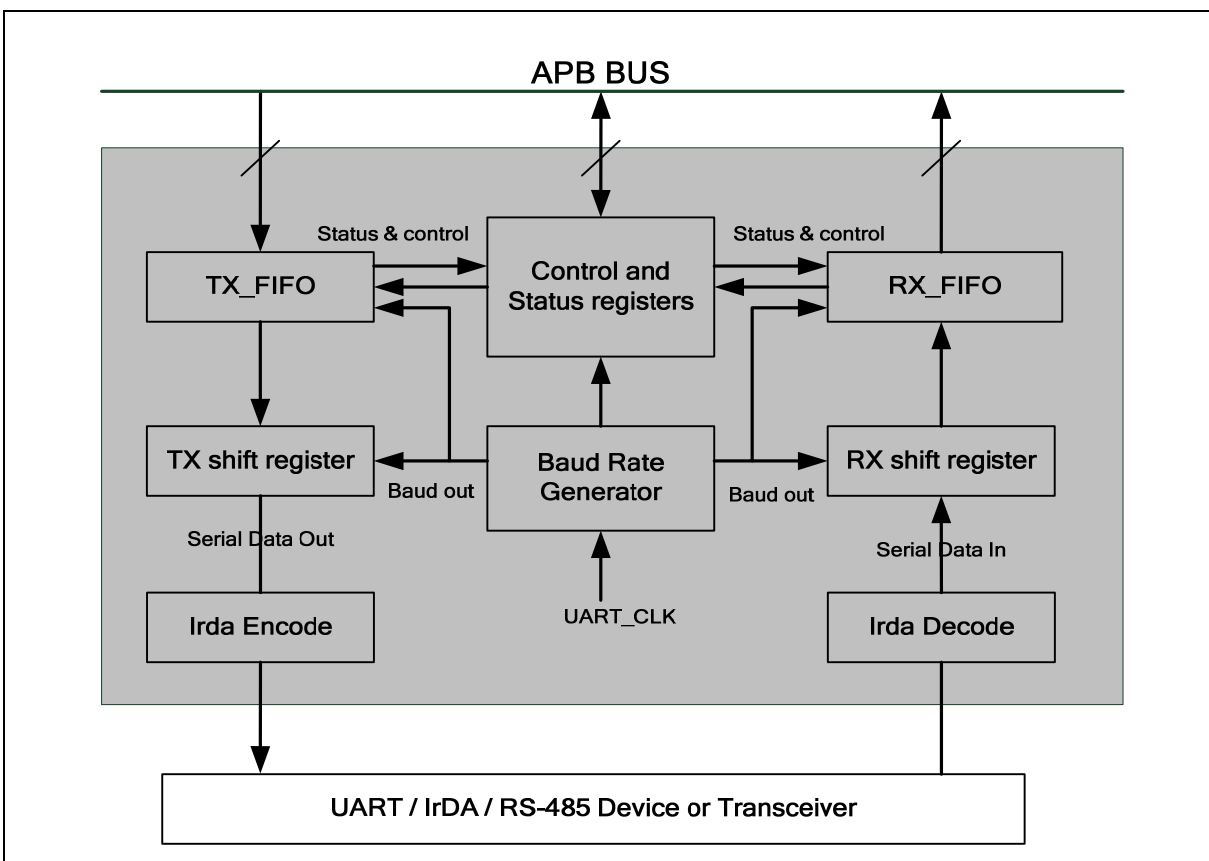 APB BUS
Status & control
Status & control
TX_FIFO
Control and
Status registers
RX_FIFO
TX shift register
Baud Rate
Generator
RX shift register
Baud out
Baud out
Serial Data Out
Serial Data In
Irda Encode
UART_CLK
Irda Decode
UART / IrDA / RS-485 Device or Transceiver